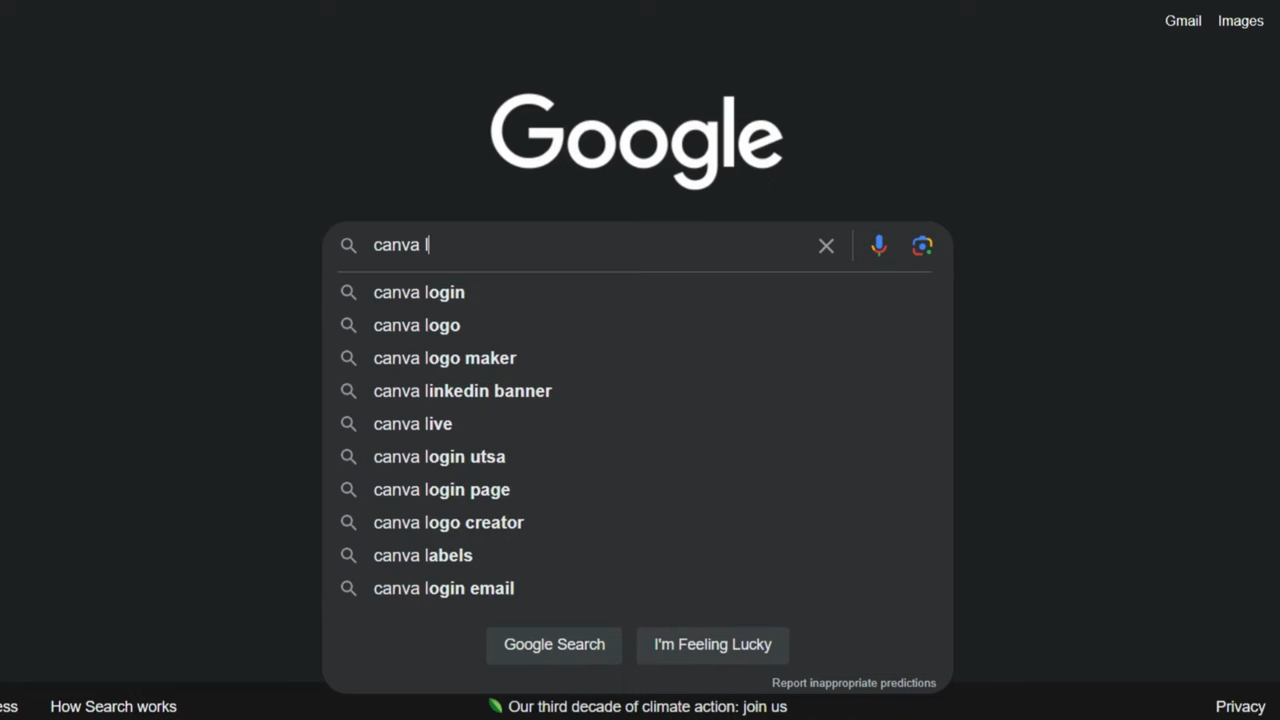 Gmail Images
Google
canva l
canva login
canva logo
canva logo maker
canva linkedin banner
canva live
canva login utsa
canva login page
canva logo creator
canva labels
canva login email
Google Search I'm Feeling Lucky
Report inappropriate predictions
ess How Search works Our third decade of climate action: join us Privacy